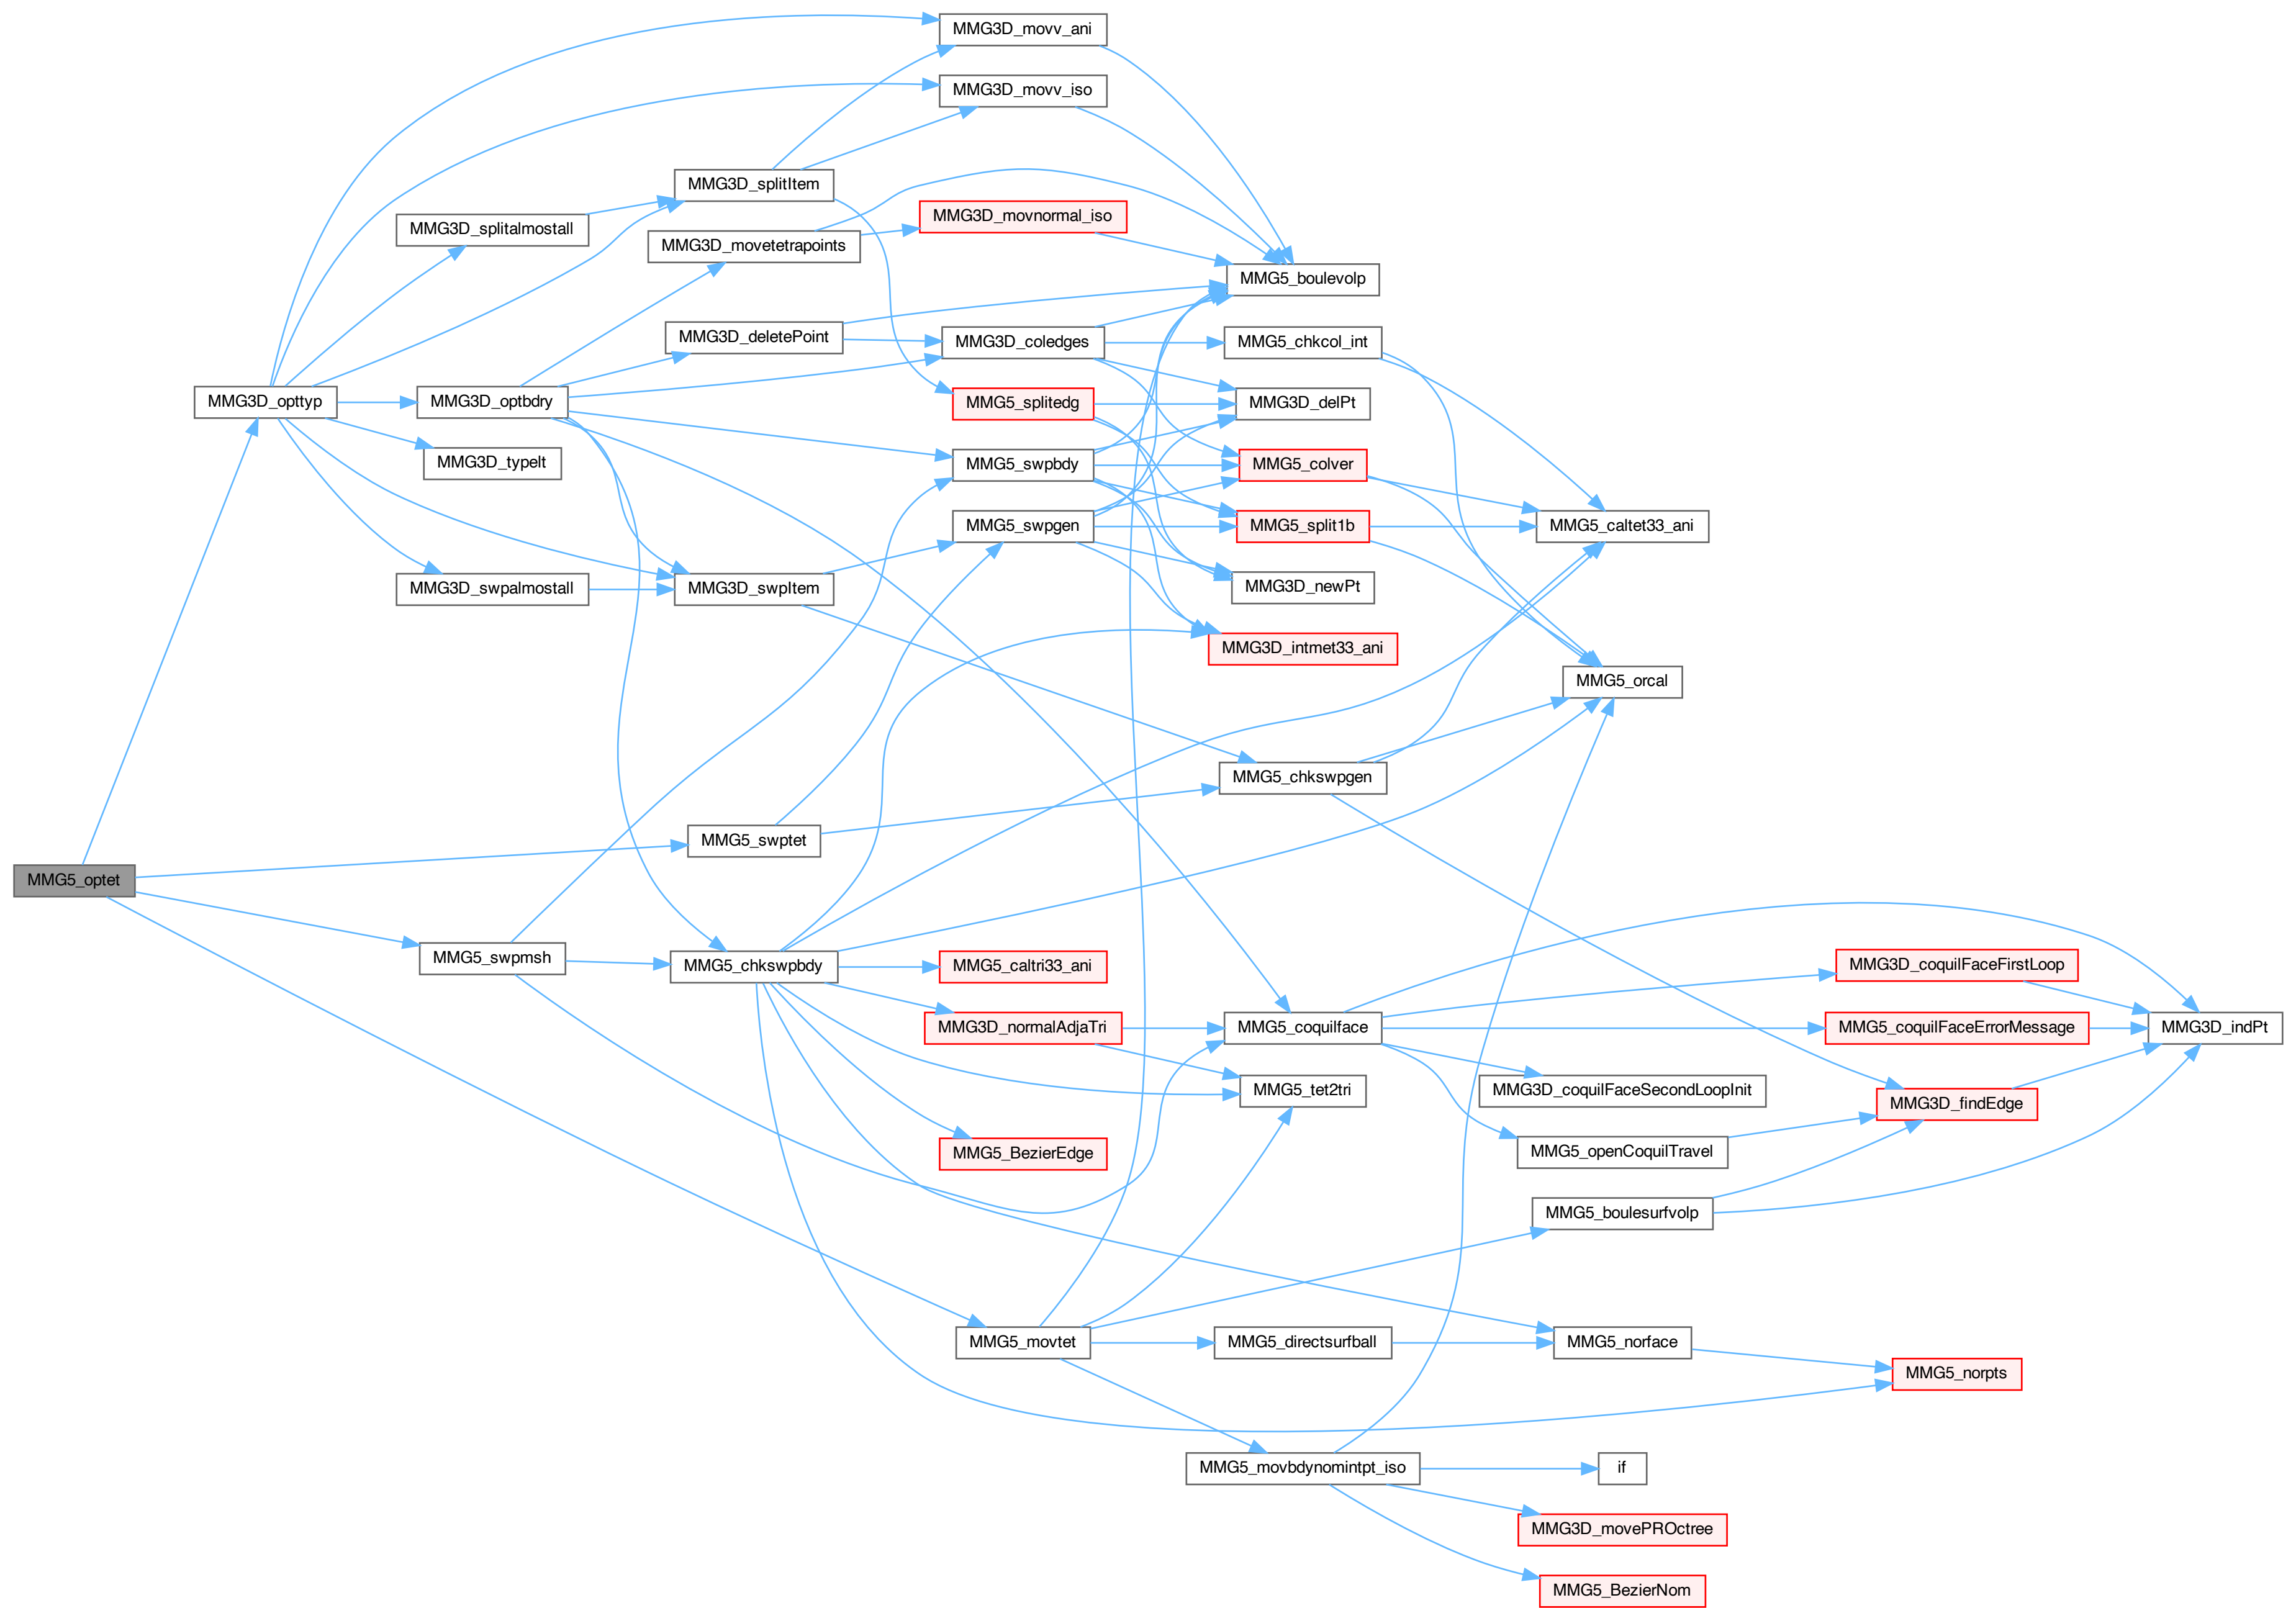 MMG3D_movv_ani
MMG3D_movv_iso
MMG3D_splitItem
MMG3D_splitalmostall
MMG3D_movnormal_iso
MMG3D_movetetrapoints
MMG5_boulevolp
MMG3D_deletePoint
MMG3D_coledges
MMG5_chkcol_int
MMG3D_opttyp
MMG3D_optbdry
MMG5_splitedg
MMG3D_delPt
MMG3D_typelt
MMG5_swpbdy
MMG5_colver
MMG5_swpgen
MMG5_split1b
MMG5_caltet33_ani
MMG3D_swpalmostall
MMG3D_swpItem
MMG3D_newPt
MMG3D_intmet33_ani
MMG5_orcal
MMG5_chkswpgen
MMG5_swptet
MMG5_optet
MMG5_swpmsh
MMG5_chkswpbdy
MMG5_caltri33_ani
MMG3D_coquilFaceFirstLoop
MMG3D_normalAdjaTri
MMG5_coquilface
MMG5_coquilFaceErrorMessage
MMG3D_indPt
MMG5_tet2tri
MMG3D_coquilFaceSecondLoopInit
MMG3D_findEdge
MMG5_BezierEdge
MMG5_openCoquilTravel
MMG5_boulesurfvolp
MMG5_movtet
MMG5_directsurfball
MMG5_norface
MMG5_norpts
MMG5_movbdynomintpt_iso
if
MMG3D_movePROctree
MMG5_BezierNom